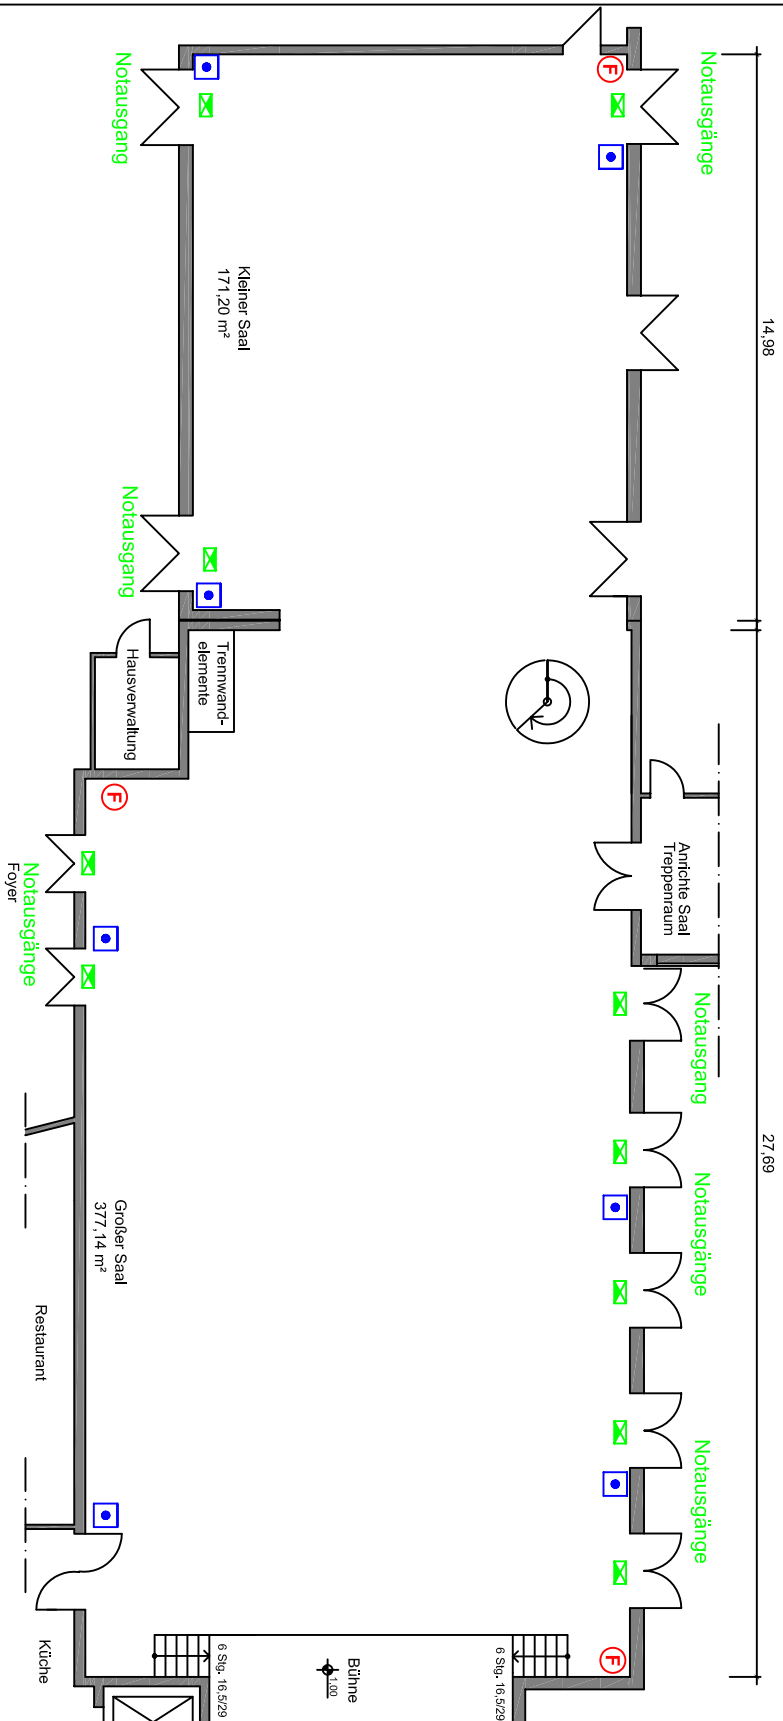 Notausgang
Notausgänge
F
14,98
Kleiner Saal
171,20 m²
Notausgang
Hausverwaltung
Trennwand-
elemente
F
Anrichte Saal
Treppenraum
Notausgänge
Foyer
Notausgang
27,69
Notausgänge
Großer Saal
377,14 m²
Restaurant
Notausgänge
Küche
6 Stg. 16,5/29
Bühne
1.00
6 Stg. 16,5/29
F